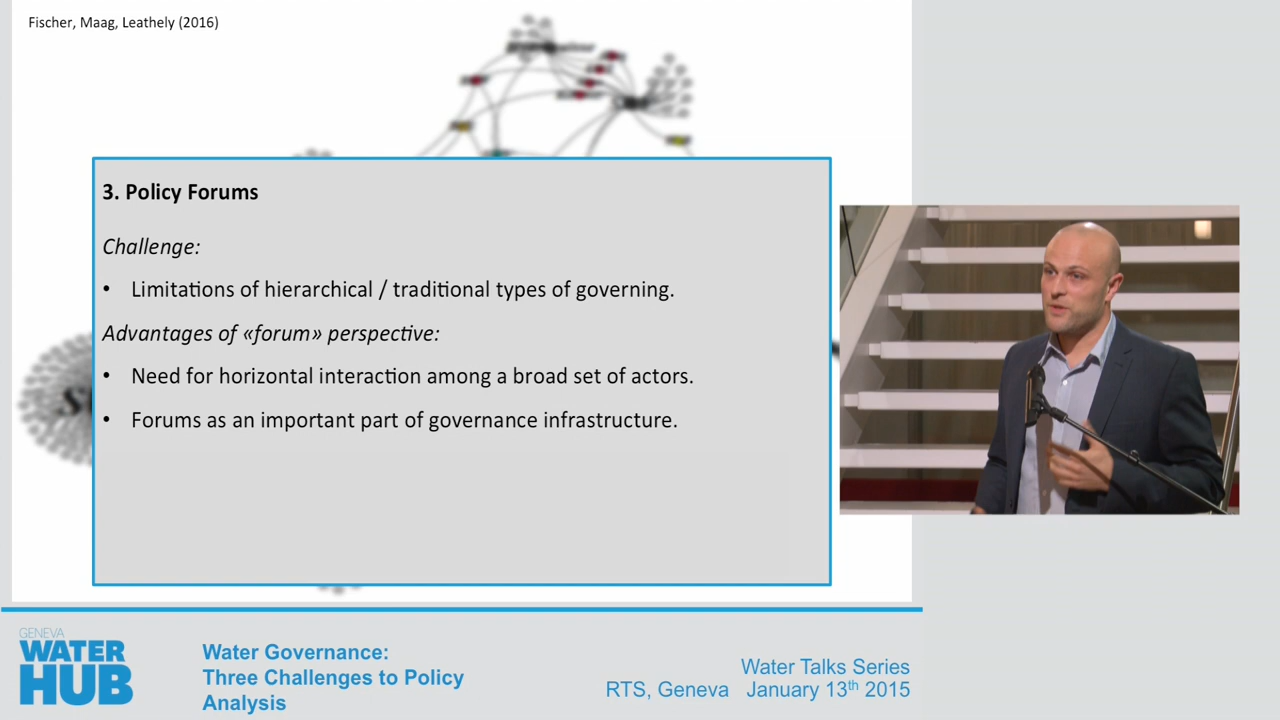 Fischer, Maag, Leathely (2016)
3. Policy Forums
Challenge:
• Limitations of hierarchical / traditional types of governing.
Advantages of «forum» perspective:
• Need for horizontal interaction among a broad set of actors.
• Forums as an important part of governance infrastructure.
GENEVA
WATER
HUB
Water Governance:
Three Challenges to Policy
Analysis
Water Talks Series
RTS, Geneva January 13th 2015